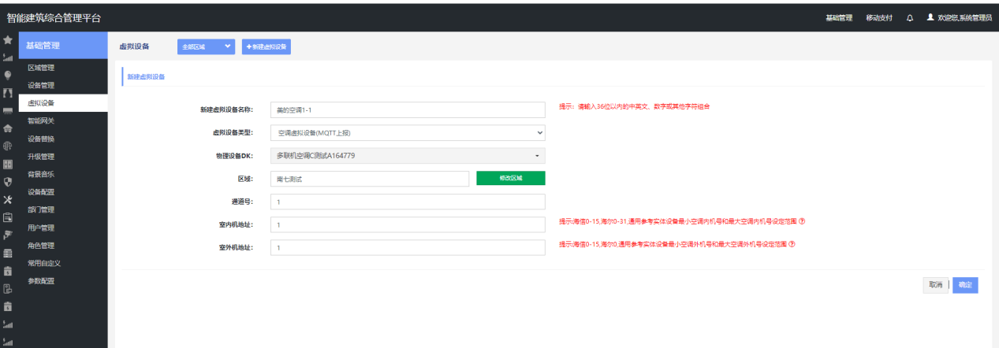 智能建筑综合管理平台
基础管理 移动支付 欢迎您,系统管理员
基础管理
区域管理
设备管理
虚拟设备
智能网关
设备替换
升级管理
背景音乐
设备配置
部门管理
用户管理
角色管理
常用自定义
参数配置
虚拟设备 全部区域 +新建虚拟设备
新建虚拟设备
新建虚拟设备名称: 美的空调1-1 提示：请输入36位以内的中英文、数字或其他字符组合
虚拟设备类型: 空调虚拟设备(MQTT上报)
物理设备DK: 多联机空调C测试A164779
区域: 南七测试 修改区域
通道号: 1
室内机地址: 1 提示:海信0-15,海尔0-31,通用参考实体设备最小空调内机号和最大空调内机号设定范围
室外机地址: 1 提示:海信0-15,海尔0,通用参考实体设备最小空调外机号和最大空调外机号设定范围
取消 确定